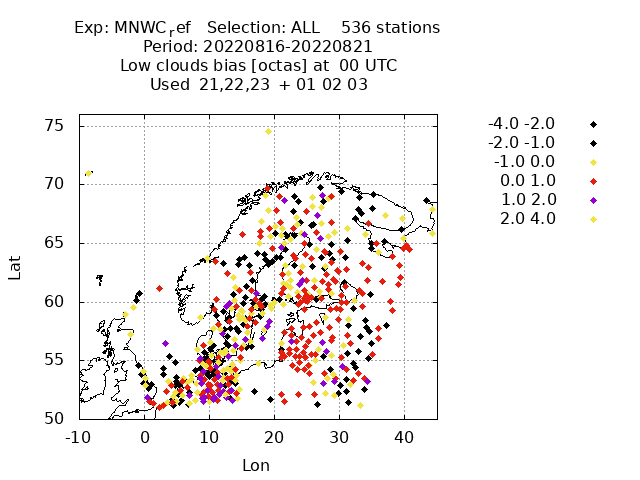 Exp: MNWCref   Selection: ALL    536 stations
Period: 20220816-20220821
Low clouds bias [octas] at  00 UTC
Used  21,22,23  + 01 02 03
-4.0 -2.0
-2.0 -1.0
-1.0 0.0
0.0 1.0
1.0 2.0
2.0 4.0
75
70
65
60
55
50
Lat
-10 0 10 20 30 40
Lon